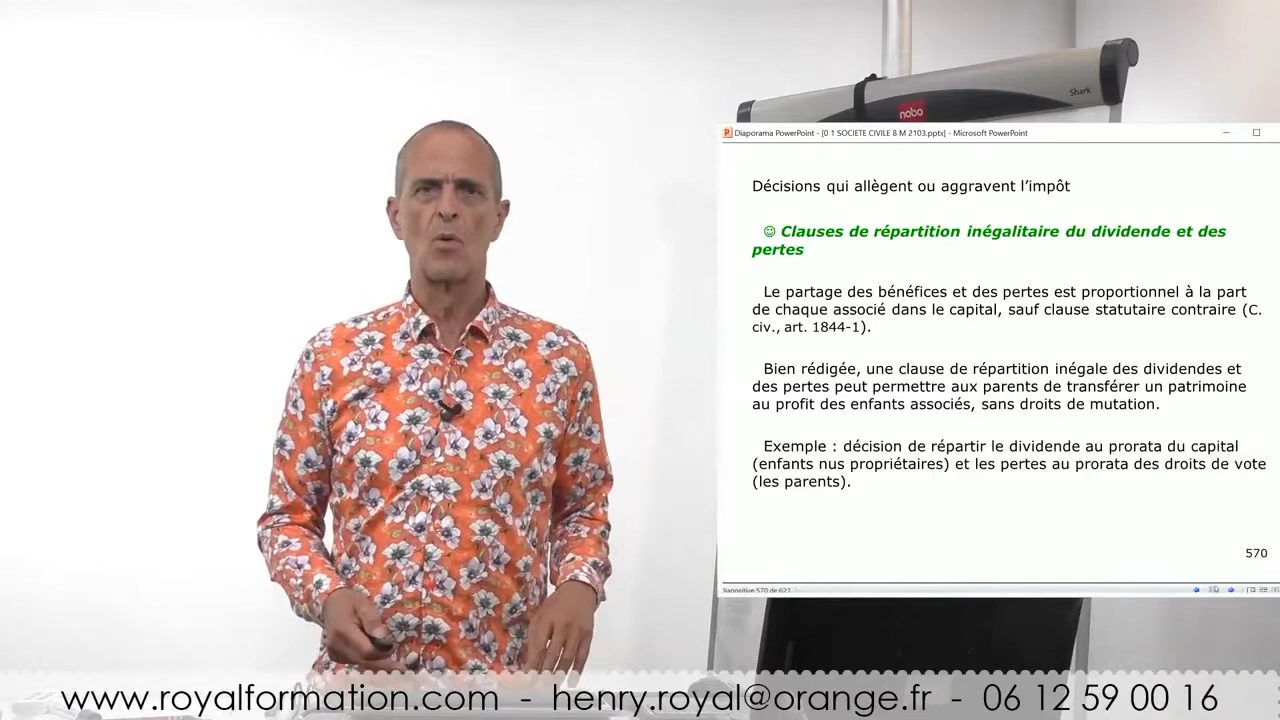 Shark
nobo
Diaporama PowerPoint - [0 1 SOCIETE CIVILE 8 M 2103.pptx] - Microsoft PowerPoint
Décisions qui allègent ou aggravent l’impôt
☺ Clauses de répartition inégalitaire du dividende et des
pertes
Le partage des bénéfices et des pertes est proportionnel à la part
de chaque associé dans le capital, sauf clause statutaire contraire (C.
civ., art. 1844-1).
Bien rédigée, une clause de répartition inégale des dividendes et
des pertes peut permettre aux parents de transférer un patrimoine
au profit des enfants associés, sans droits de mutation.
Exemple : décision de répartir le dividende au prorata du capital
(enfants nus propriétaires) et les pertes au prorata des droits de vote
(les parents).
570
Diapositive 570 de 621
www.royalformation.com - henry.royal@orange.fr - 06 12 59 00 16